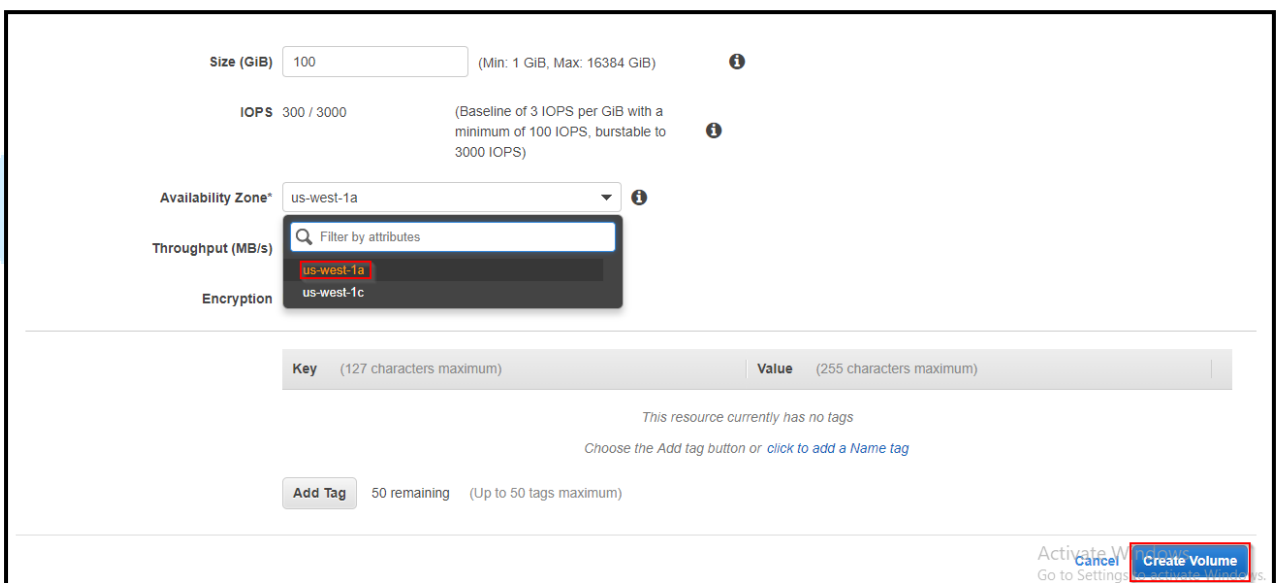 Size (GiB) 100 (Min: 1 GiB, Max: 16384 GiB)
IOPS 300 / 3000 (Baseline of 3 IOPS per GiB with a
minimum of 100 IOPS, burstable to
3000 IOPS)
Availability Zone* us-west-1a
Throughput (MB/s) Filter by attributes
us-west-1a
us-west-1c
Encryption
Key (127 characters maximum) Value (255 characters maximum)
This resource currently has no tags
Choose the Add tag button or click to add a Name tag
Add Tag 50 remaining (Up to 50 tags maximum)
Activate Windows
Cancel Create Volume
Go to Settings to activate Windows.